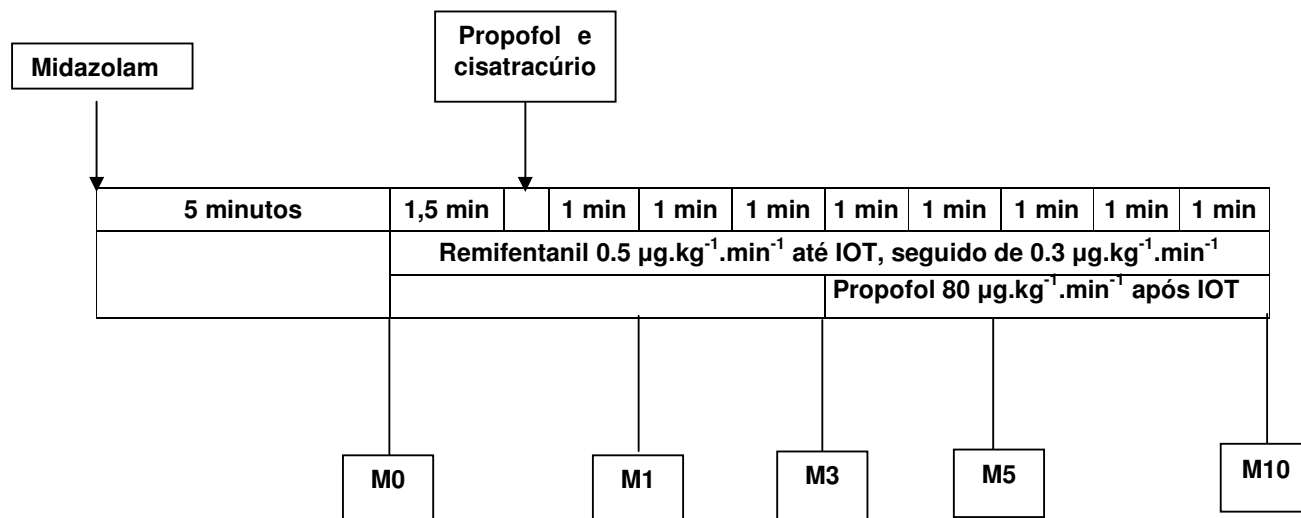 Propofol e
cisatracúrio
Midazolam
5 minutos 1,5 min 1 min 1 min 1 min 1 min 1 min 1 min 1 min 1 min
Remifentanil 0.5 µg.kg⁻¹.min⁻¹ até IOT, seguido de 0.3 µg.kg⁻¹.min⁻¹
Propofol 80 µg.kg⁻¹.min⁻¹ após IOT
M0 M1 M3 M5 M10